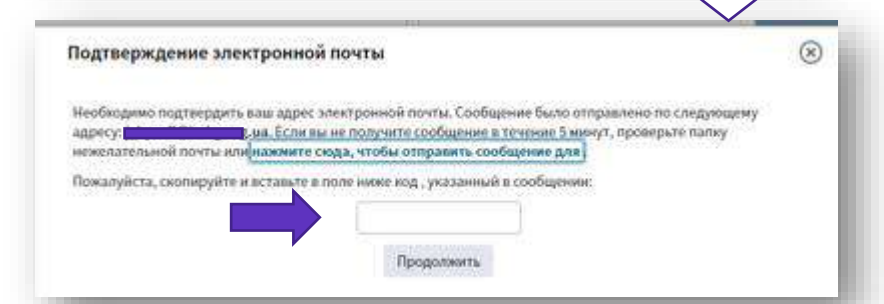 Подтверждение электронной почты
Необходимо подтвердить ваш адрес электронной почты. Сообщение было отправлено по следующему
адресу: .ua. Если вы не получите сообщение в течение 5 минут, проверьте папку
нежелательной почты или нажмите сюда, чтобы отправить сообщение для
Пожалуйста, скопируйте и вставьте в поле ниже код , указанный в сообщении:
Продолжить